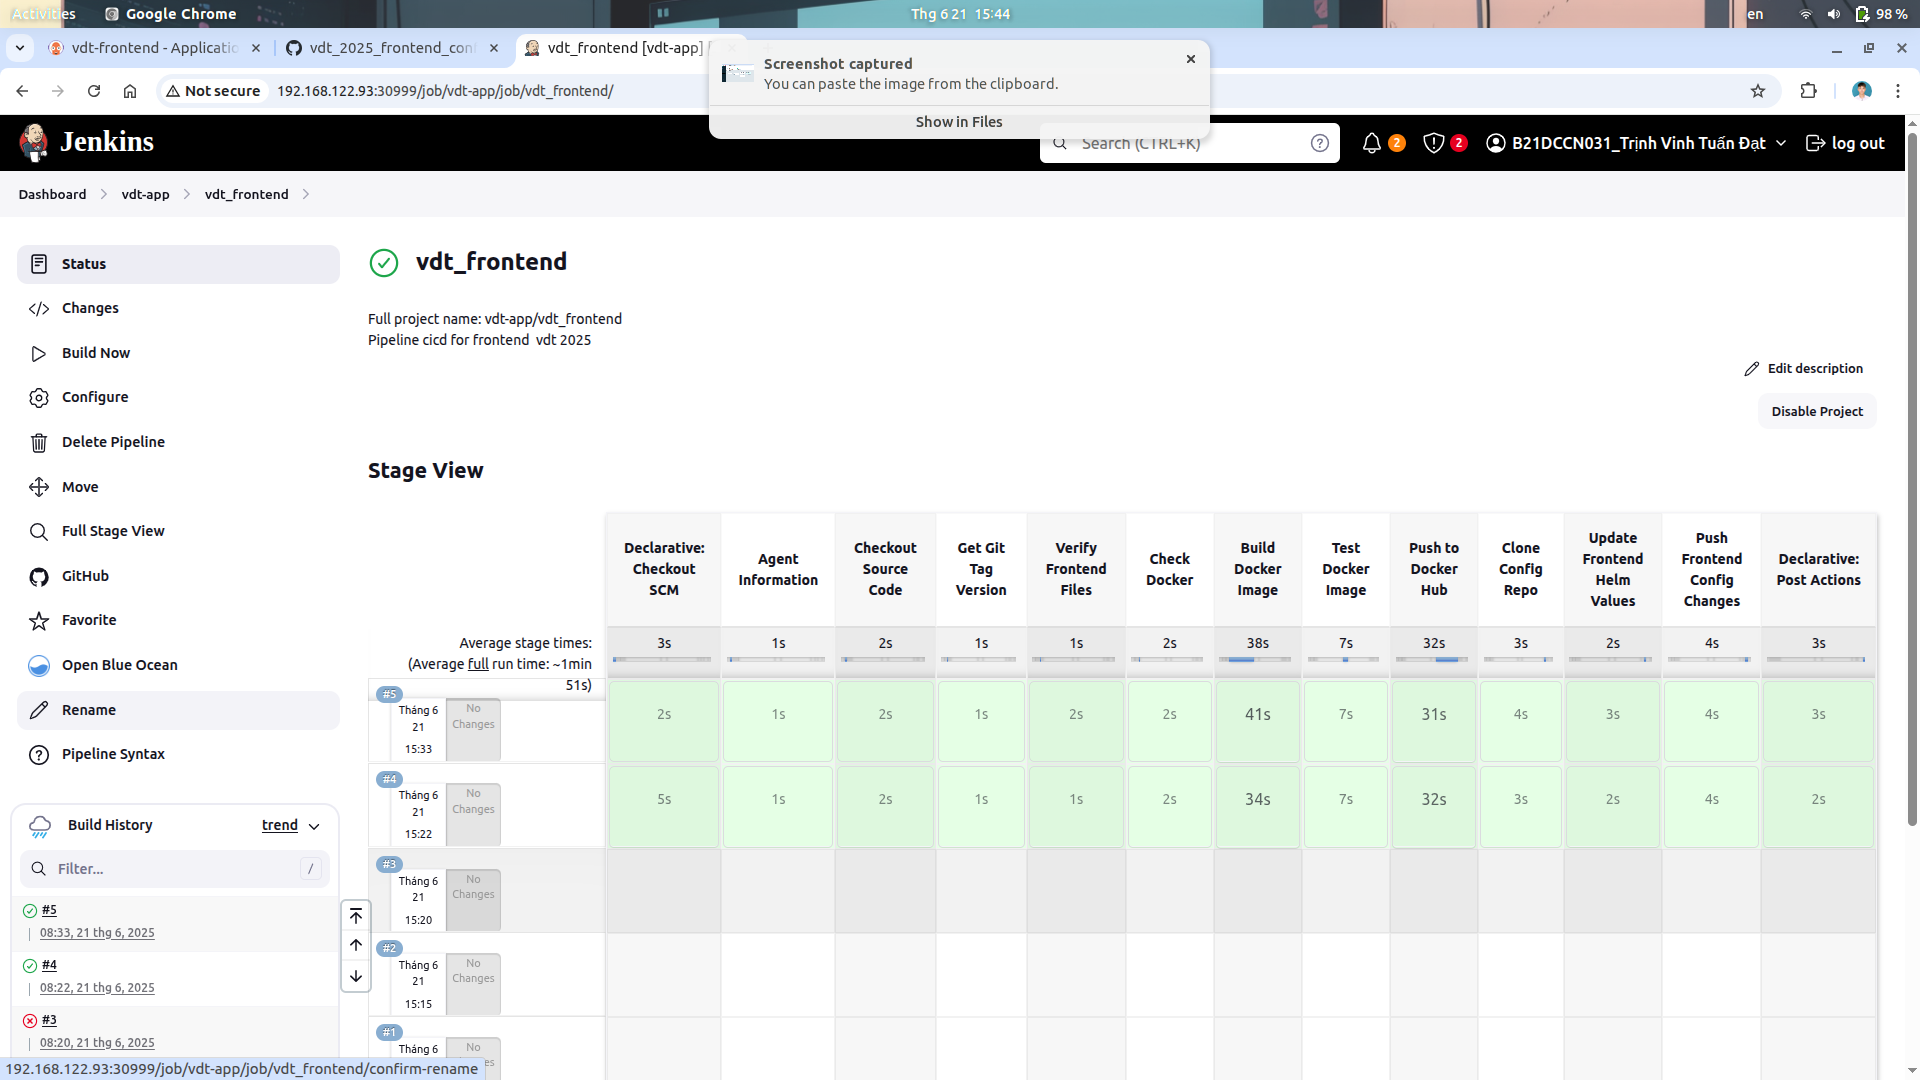 Activities
Google Chrome
Thg 6 21 15:44
en
98 %
vdt-frontend - Applicatio
vdt_2025_frontend_con
vdt_frontend [vdt-app] [
Screenshot captured
You can paste the image from the clipboard.
Show in Files
Not secure
192.168.122.93:30999/job/vdt-app/job/vdt_frontend/
Jenkins
Search (CTRL+K)
2
2
B21DCCN031_Trịnh Vinh Tuấn Đạt
log out
Dashboard
vdt-app
vdt_frontend
Status
Changes
Build Now
Configure
Delete Pipeline
Move
Full Stage View
GitHub
Favorite
Open Blue Ocean
Rename
Pipeline Syntax
Build History
trend
Filter...
/
#5
08:33, 21 thg 6, 2025
#4
08:22, 21 thg 6, 2025
#3
08:20, 21 thg 6, 2025
vdt_frontend
Full project name: vdt-app/vdt_frontend
Pipeline cicd for frontend vdt 2025
Edit description
Disable Project
Stage View
Declarative: Checkout SCM
Agent Information
Checkout Source Code
Get Git Tag Version
Verify Frontend Files
Check Docker
Build Docker Image
Test Docker Image
Push to Docker Hub
Clone Config Repo
Update Frontend Helm Values
Push Frontend Config Changes
Declarative: Post Actions
Average stage times:
(Average full run time: ~1min
51s)
3s 1s 2s 1s 1s 2s 38s 7s 32s 3s 2s 4s 3s
#5
Tháng 6 21 15:33
No Changes
2s 1s 2s 1s 2s 2s 41s 7s 31s 4s 3s 4s 3s
#4
Tháng 6 21 15:22
No Changes
5s 1s 2s 1s 1s 2s 34s 7s 32s 3s 2s 4s 2s
#3
Tháng 6 21 15:20
No Changes
#2
Tháng 6 21 15:15
No Changes
#1
Tháng 6
No
es
192.168.122.93:30999/job/vdt-app/job/vdt_frontend/confirm-rename